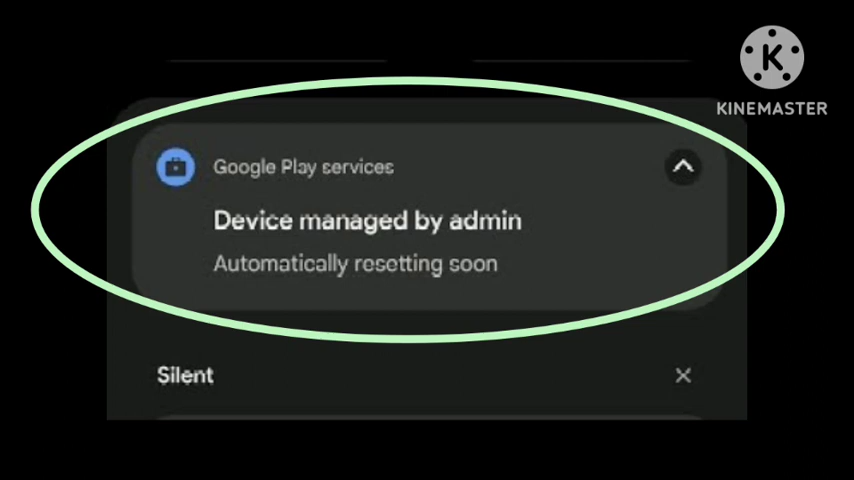 KINEMASTER
Google Play services
Device managed by admin
Automatically resetting soon
Silent